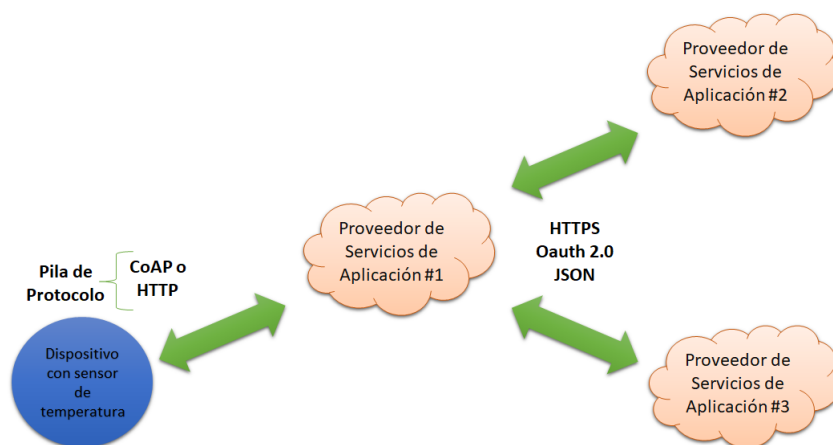 Proveedor de
Servicios de
Aplicación #2
Proveedor de
Servicios de
Aplicación #1
HTTPS
Oauth 2.0
JSON
Pila de
Protocolo
CoAP o
HTTP
Dispositivo
con sensor
de
temperatura
Proveedor de
Servicios de
Aplicación #3